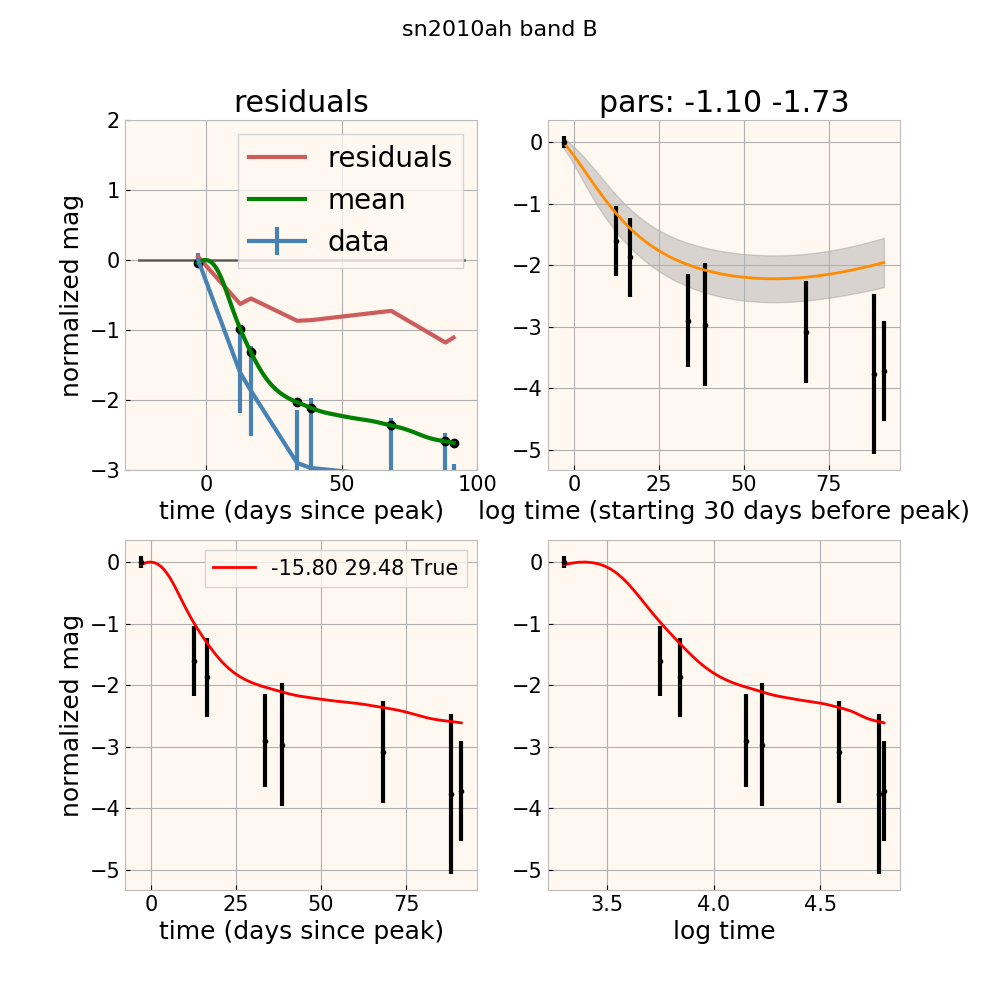 sn2010ah band B
residuals
pars: -1.10 -1.73
normalized mag
2
1
0
−1
−2
−3
residuals
mean
data
0
50
100
time (days since peak)
0
−1
−2
−3
−4
−5
0
25
50
75
log time (starting 30 days before peak)
normalized mag
0
−1
−2
−3
−4
−5
-15.80 29.48 True
0
25
50
75
time (days since peak)
0
−1
−2
−3
−4
−5
3.5
4.0
4.5
log time